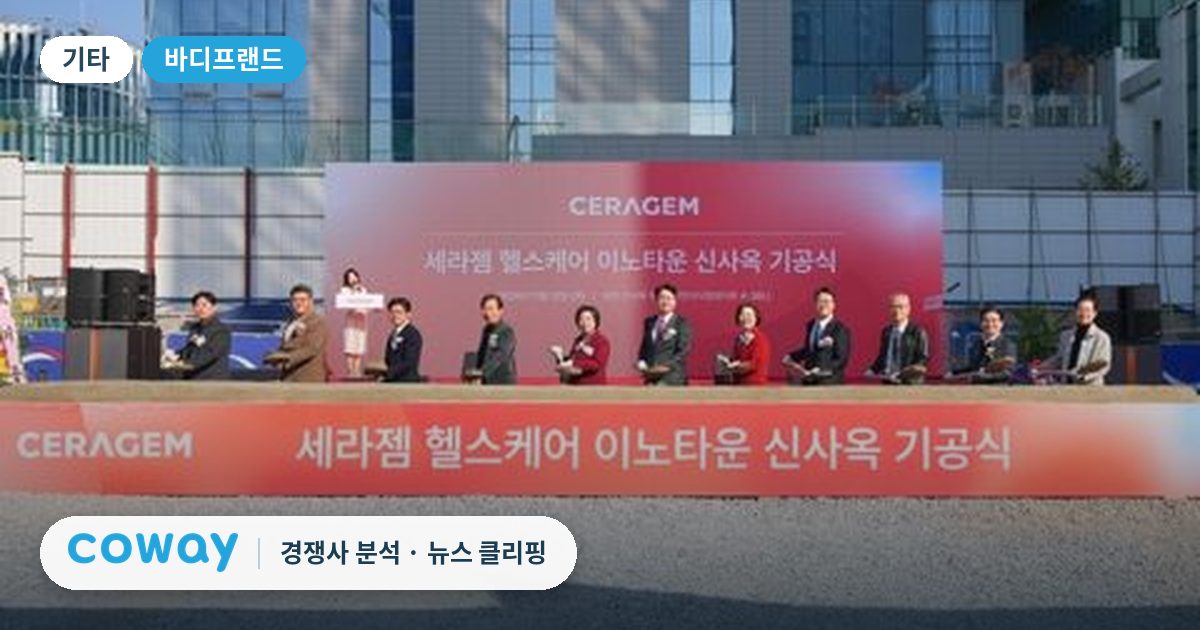 기타
바디프랜드
CERAGEM
세라젬 헬스케어 이노타운 신사옥 기공식
CERAGEM
세라젬 헬스케어 이노타운 신사옥 기공식
coway
경쟁사 분석 · 뉴스 클리핑